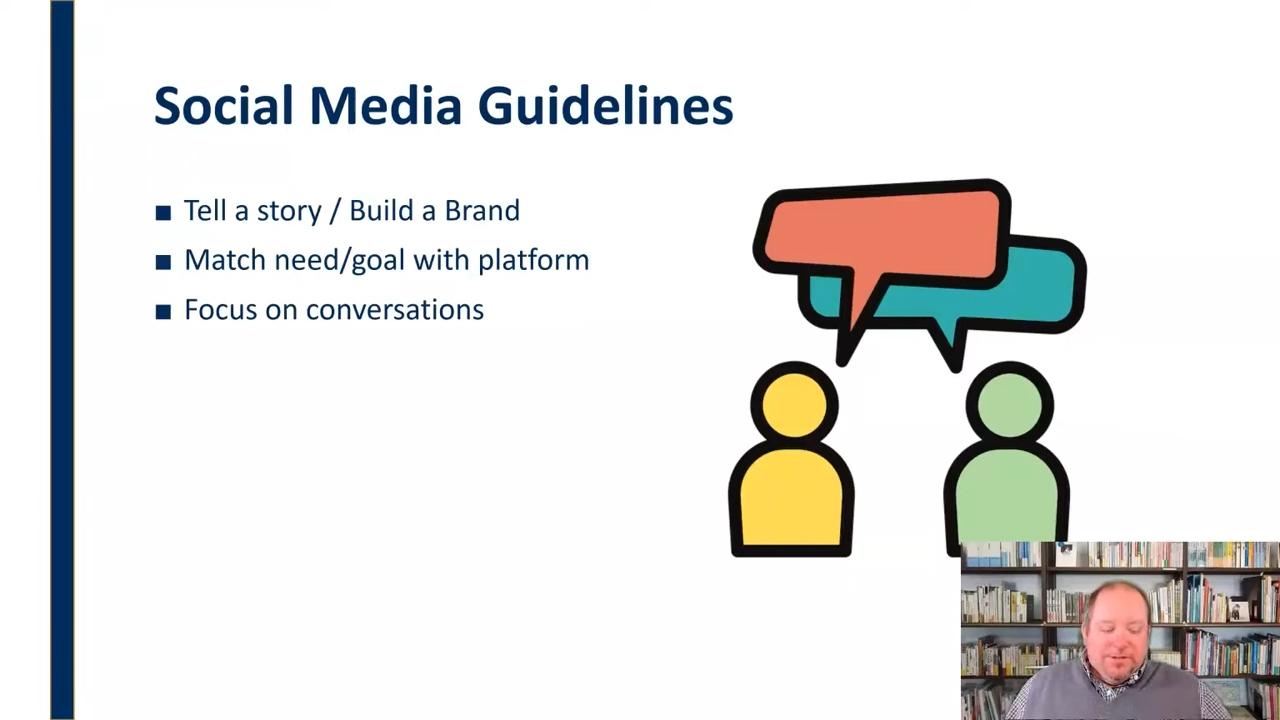 Social Media Guidelines
■ Tell a story / Build a Brand
■ Match need/goal with platform
■ Focus on conversations